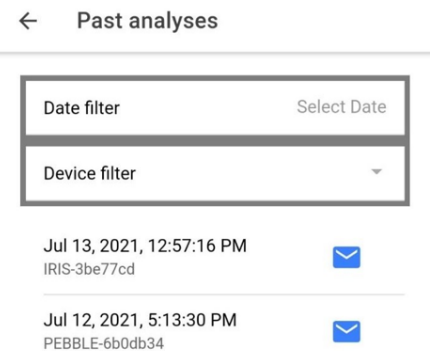 Past analyses
Date filter Select Date
Device filter
Jul 13, 2021, 12:57:16 PM
IRIS-3be77cd
Jul 12, 2021, 5:13:30 PM
PEBBLE-6b0db34